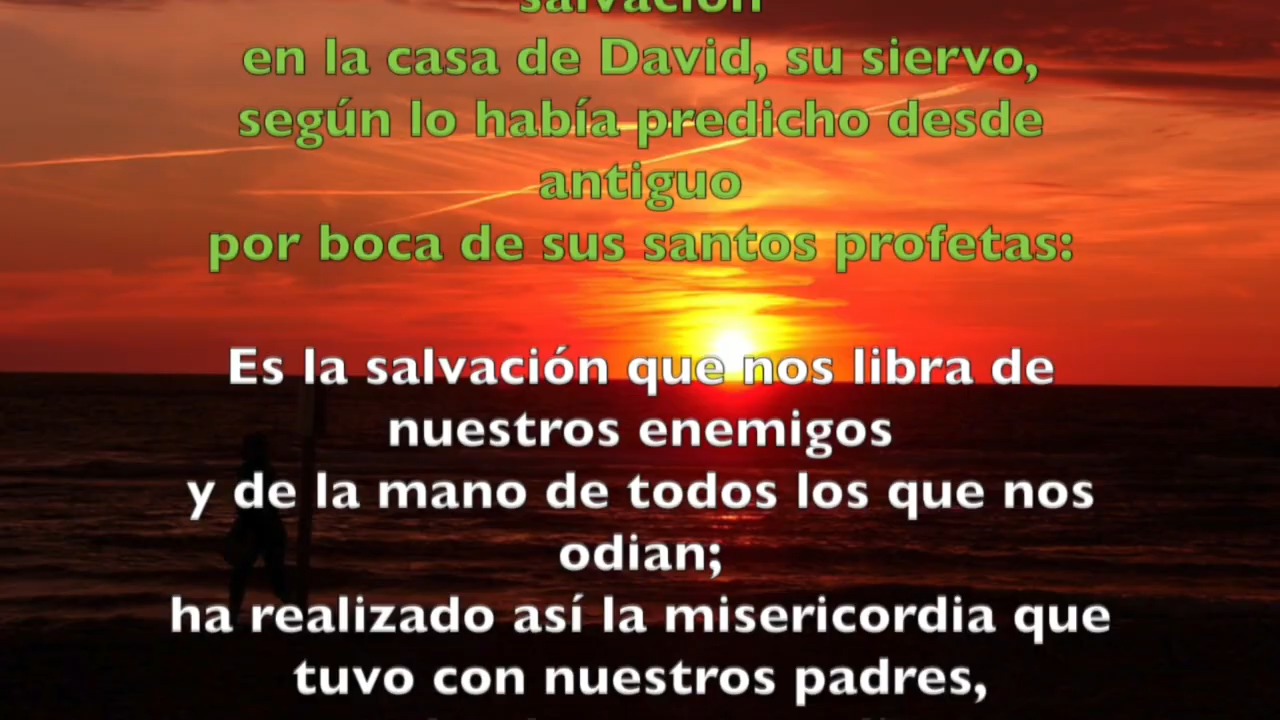 salvación
en la casa de David, su siervo,
según lo había predicho desde
antiguo
por boca de sus santos profetas:
Es la salvación que nos libra de
nuestros enemigos
y de la mano de todos los que nos
odian;
ha realizado así la misericordia que
tuvo con nuestros padres,